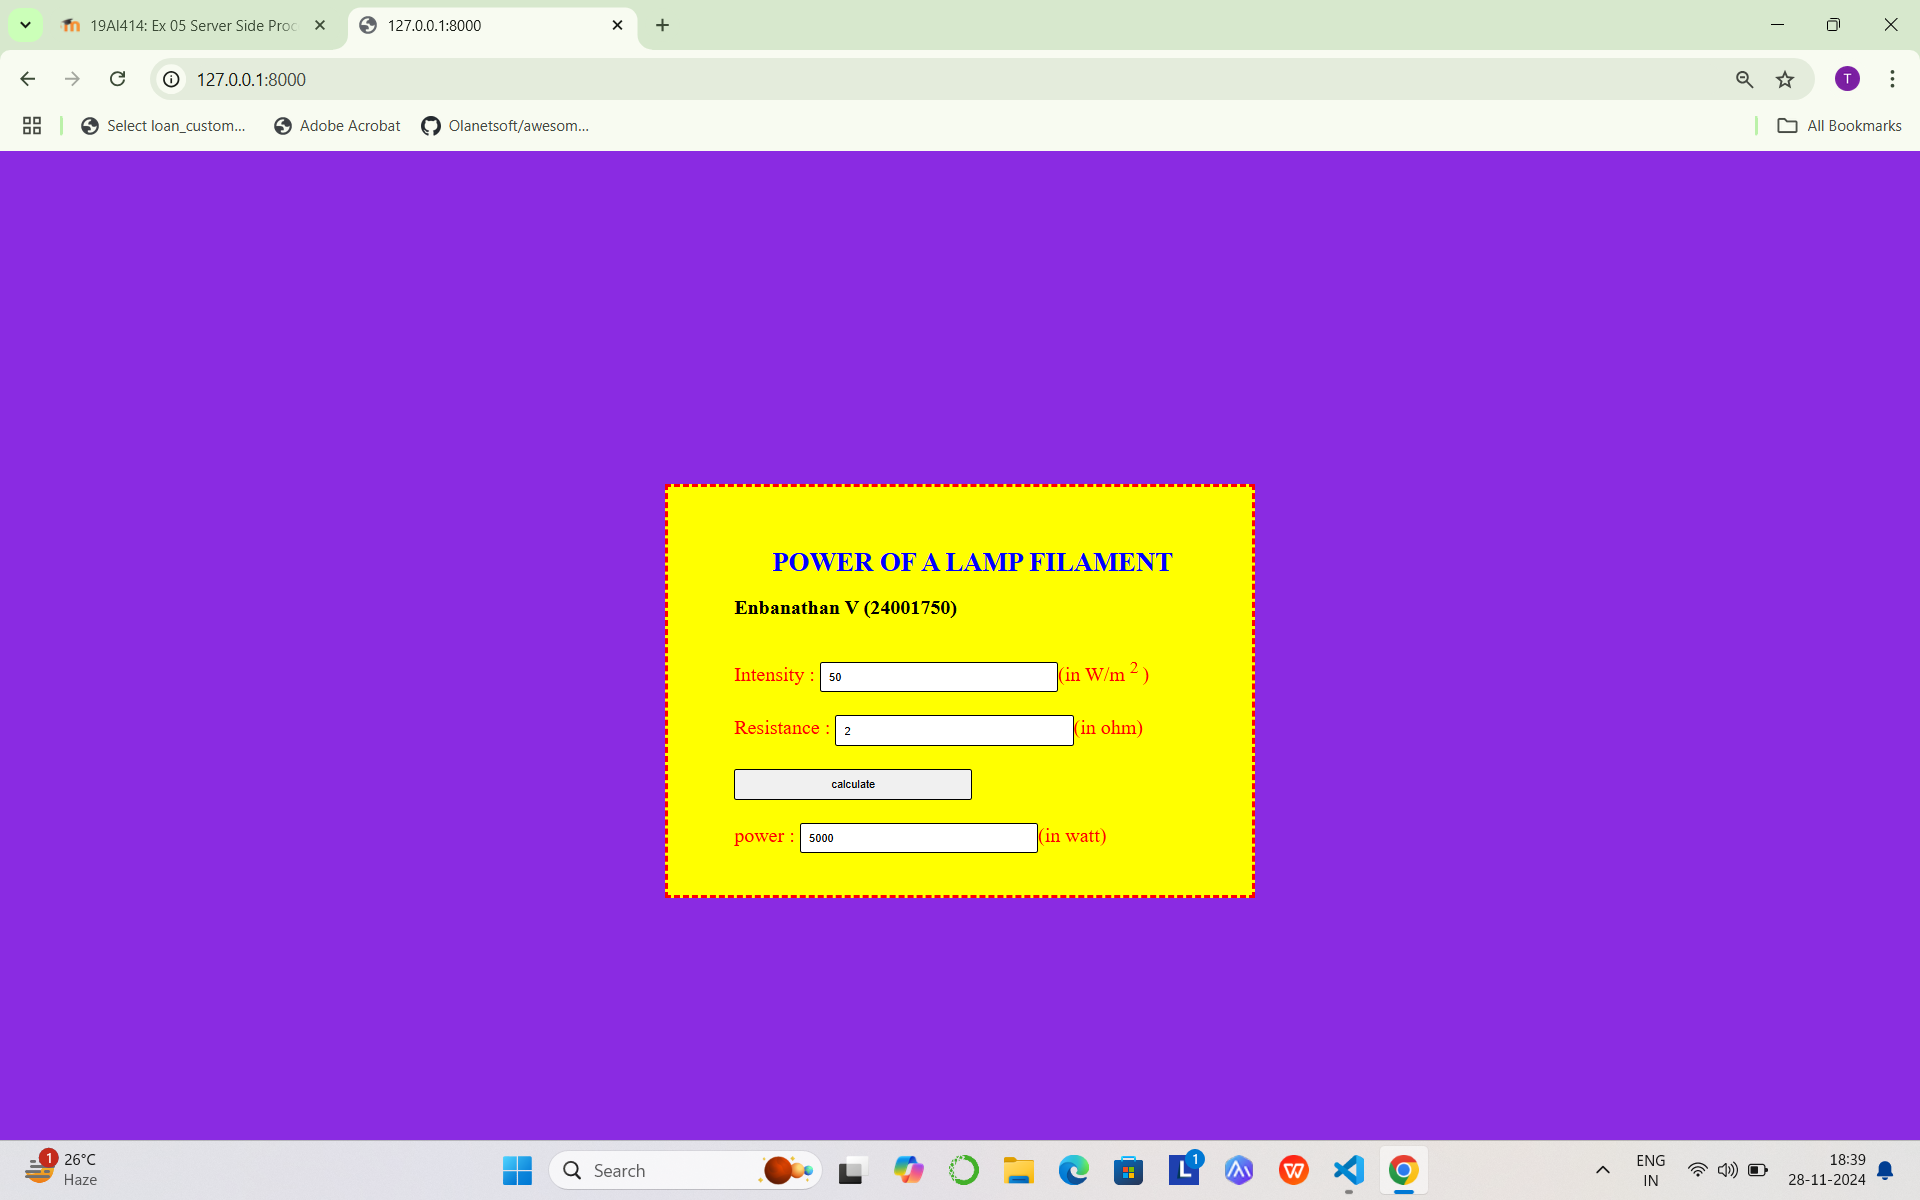 19AI414: Ex 05 Server Side Proc
127.0.0.1:8000
127.0.0.1:8000
T
Select loan_custom...
Adobe Acrobat
Olanetsoft/awesom...
All Bookmarks
POWER OF A LAMP FILAMENT
Enbanathan V (24001750)
Intensity : 50 (in W/m 2 )
Resistance : 2 (in ohm)
calculate
power : 5000 (in watt)
1
26°C
Haze
Search
L 1
W
ENG
IN
18:39
28-11-2024